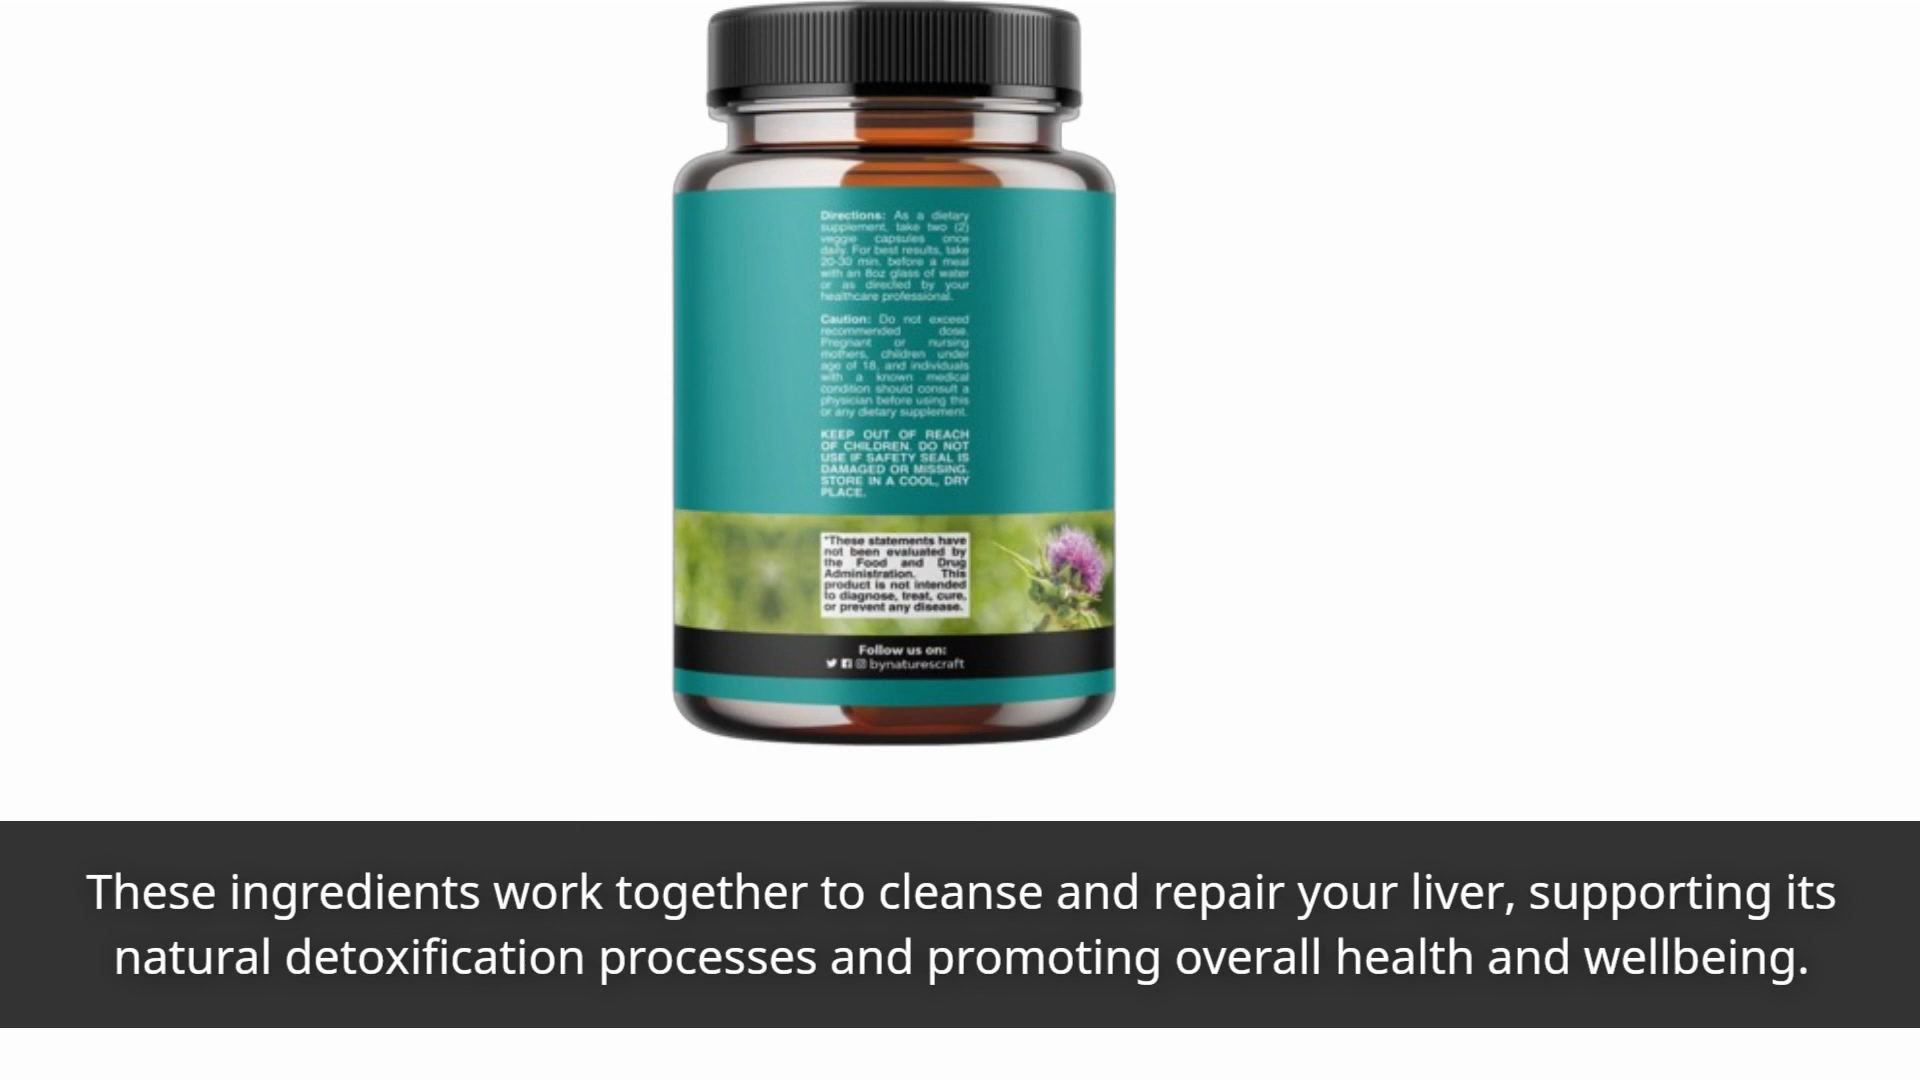 Directions: As a dietary
supplement, take two (2)
veggie capsules once
daily. For best results, take
20-30 min. before a meal
with an 8oz glass of water
or as directed by your
healthcare professional.
Caution: Do not exceed
recommended dose.
Pregnant or nursing
mothers, children under
age of 18, and individuals
with a known medical
condition should consult a
physician before using this
or any dietary supplement.
KEEP OUT OF REACH
OF CHILDREN. DO NOT
USE IF SAFETY SEAL IS
DAMAGED OR MISSING.
STORE IN A COOL, DRY
PLACE.
*These statements have
not been evaluated by
the Food and Drug
Administration. This
product is not intended
to diagnose, treat, cure,
or prevent any disease.
Follow us on:
bynaturescraft
These ingredients work together to cleanse and repair your liver, supporting its
natural detoxification processes and promoting overall health and wellbeing.